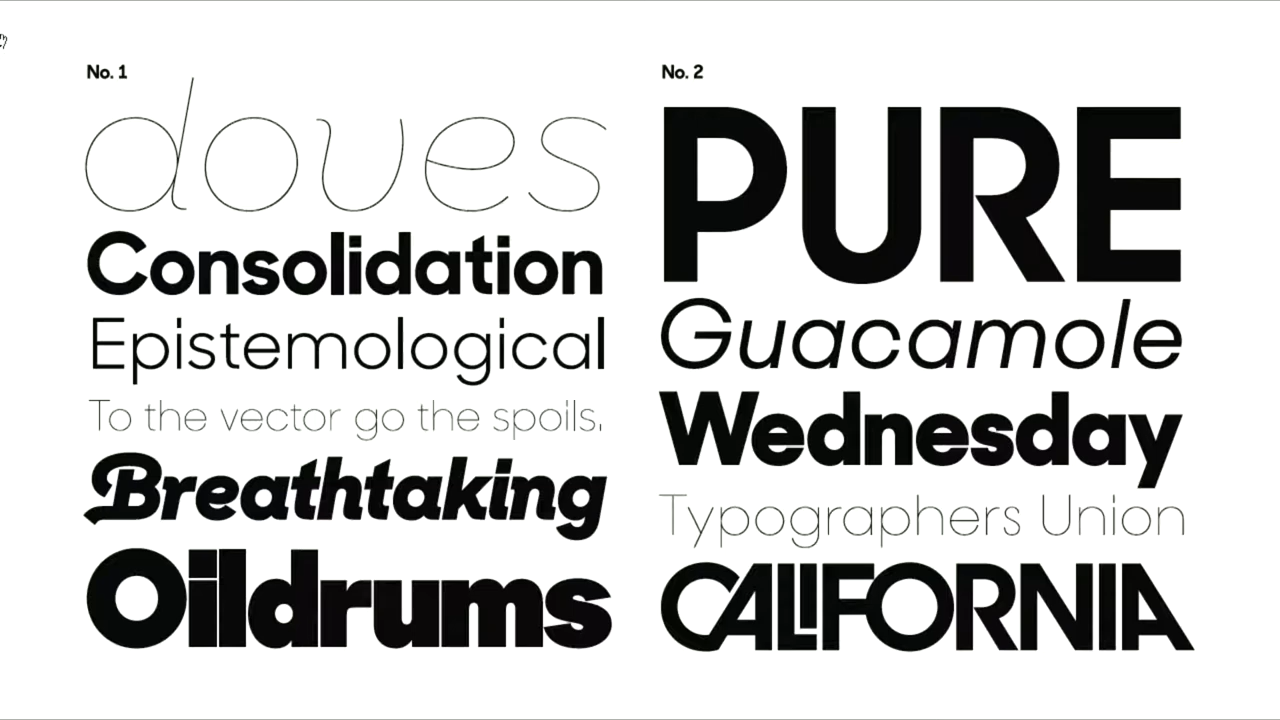 No. 1
doves
Consolidation
Epistemological
To the vector go the spoils.
Breathtaking
Oildrums
No. 2
PURE
Guacamole
Wednesday
Typographers Union
CALIFORNIA